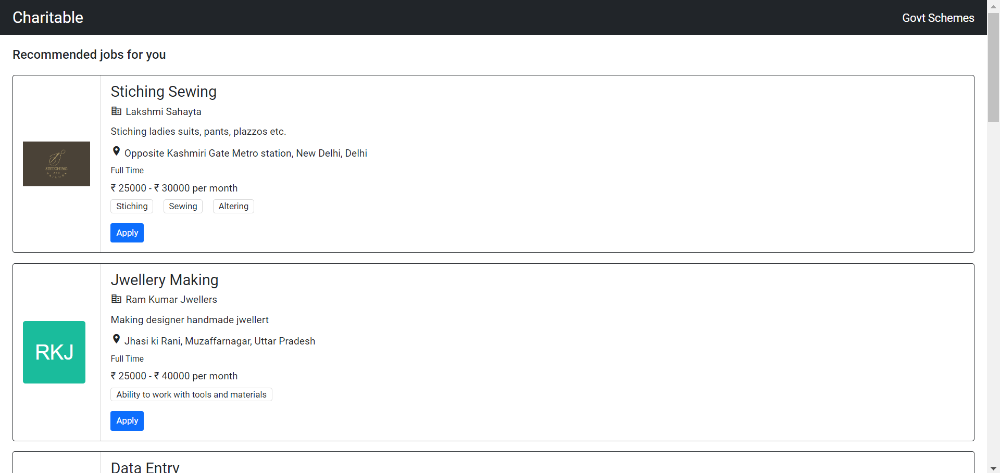 Charitable
Govt Schemes
Recommended jobs for you
Stiching Sewing
Lakshmi Sahayta
Stiching ladies suits, pants, plazzos etc.
STITCHING
Opposite Kashmiri Gate Metro station, New Delhi, Delhi
Full Time
₹ 25000 - ₹ 30000 per month
Stiching Sewing Altering
Apply
Jwellery Making
Ram Kumar Jwellers
Making designer handmade jwellert
RKJ
Jhasi ki Rani, Muzaffarnagar, Uttar Pradesh
Full Time
₹ 25000 - ₹ 40000 per month
Ability to work with tools and materials
Apply
Data Entry